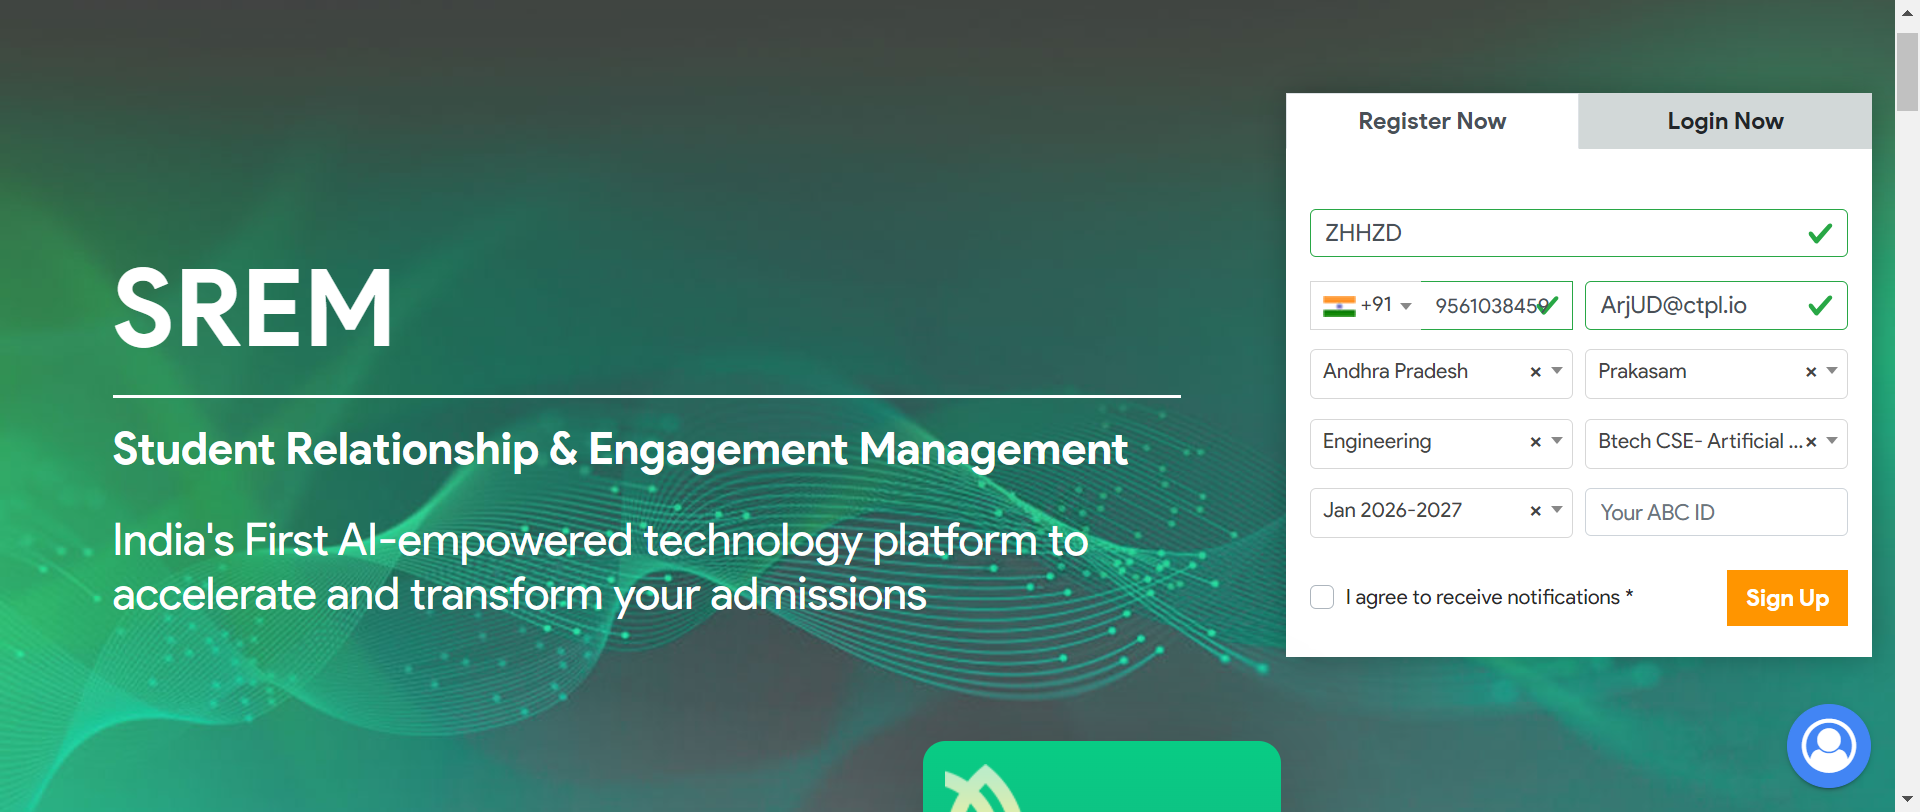 Register Now
Login Now
ZHHZD
+91
9561038459
ArjUD@ctpl.io
SREM
Andhra Pradesh
Prakasam
Student Relationship & Engagement Management
Engineering
Btech CSE- Artificial ...
Jan 2026-2027
Your ABC ID
India's First AI-empowered technology platform to
accelerate and transform your admissions
I agree to receive notifications *
Sign Up